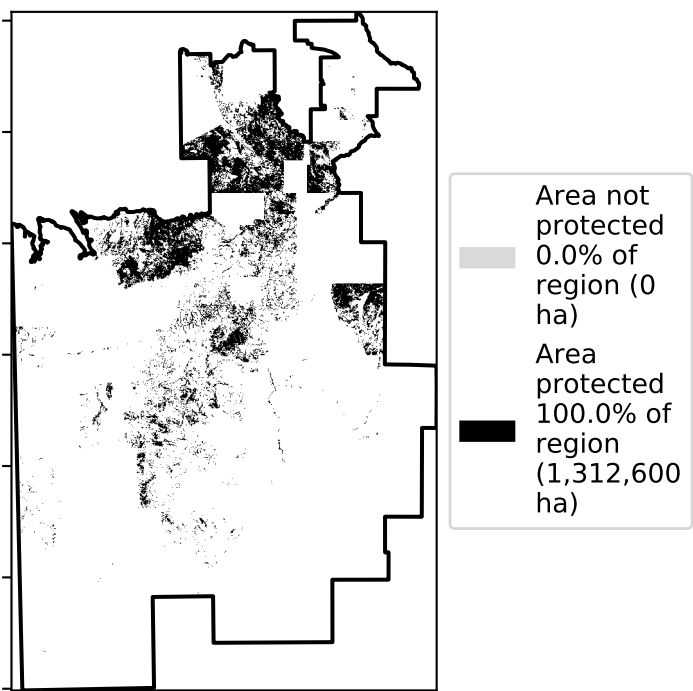 Area not
protected
0.0% of
region (0
ha)
Area
protected
100.0% of
region
(1,312,600
ha)